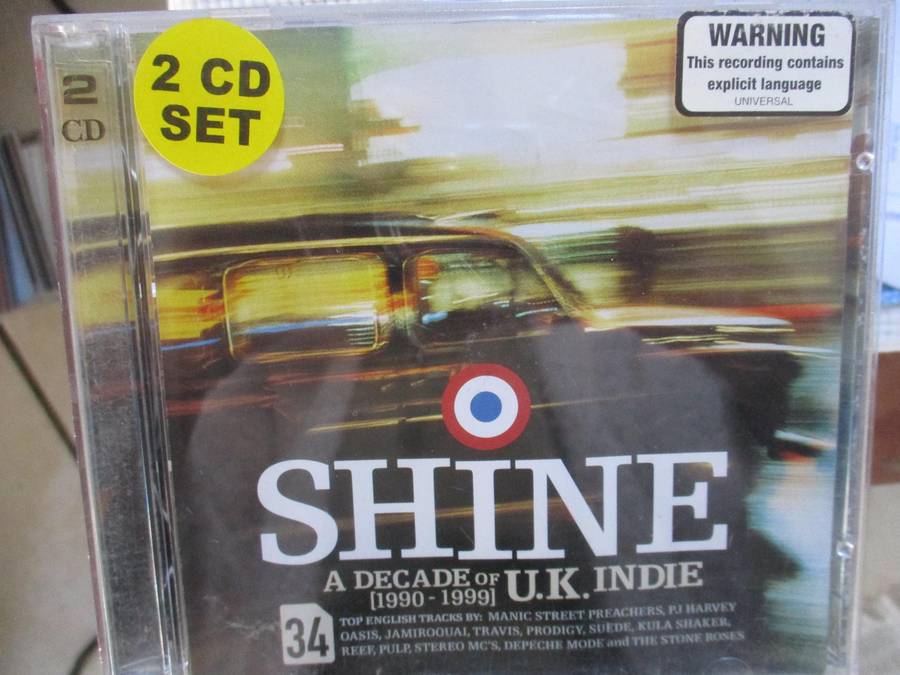 2
CD
2 CD
SET
WARNING
This recording contains
explicit language
UNIVERSAL
SHINE
A DECADE OF U.K. INDIE
[1990 - 1999]
34
TOP ENGLISH TRACKS BY: MANIC STREET PREACHERS, PJ HARVEY
OASIS, JAMIROQUAI, TRAVIS, PRODIGY, SUEDE, KULA SHAKER,
REEF, PULP, STEREO MC'S, DEPECHE MODE and THE STONE ROSES